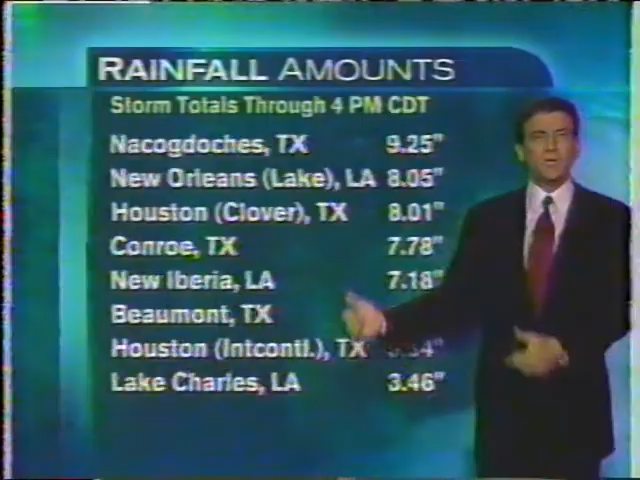 RAINFALL AMOUNTS
Storm Totals Through 4 PM CDT
Nacogdoches, TX 9.25"
New Orleans (Lake), LA 8.05"
Houston (Clover), TX 8.01"
Conroe, TX 7.78"
New Iberia, LA 7.18"
Beaumont, TX
Houston (Intcontl.), TX
Lake Charles, LA 3.46"